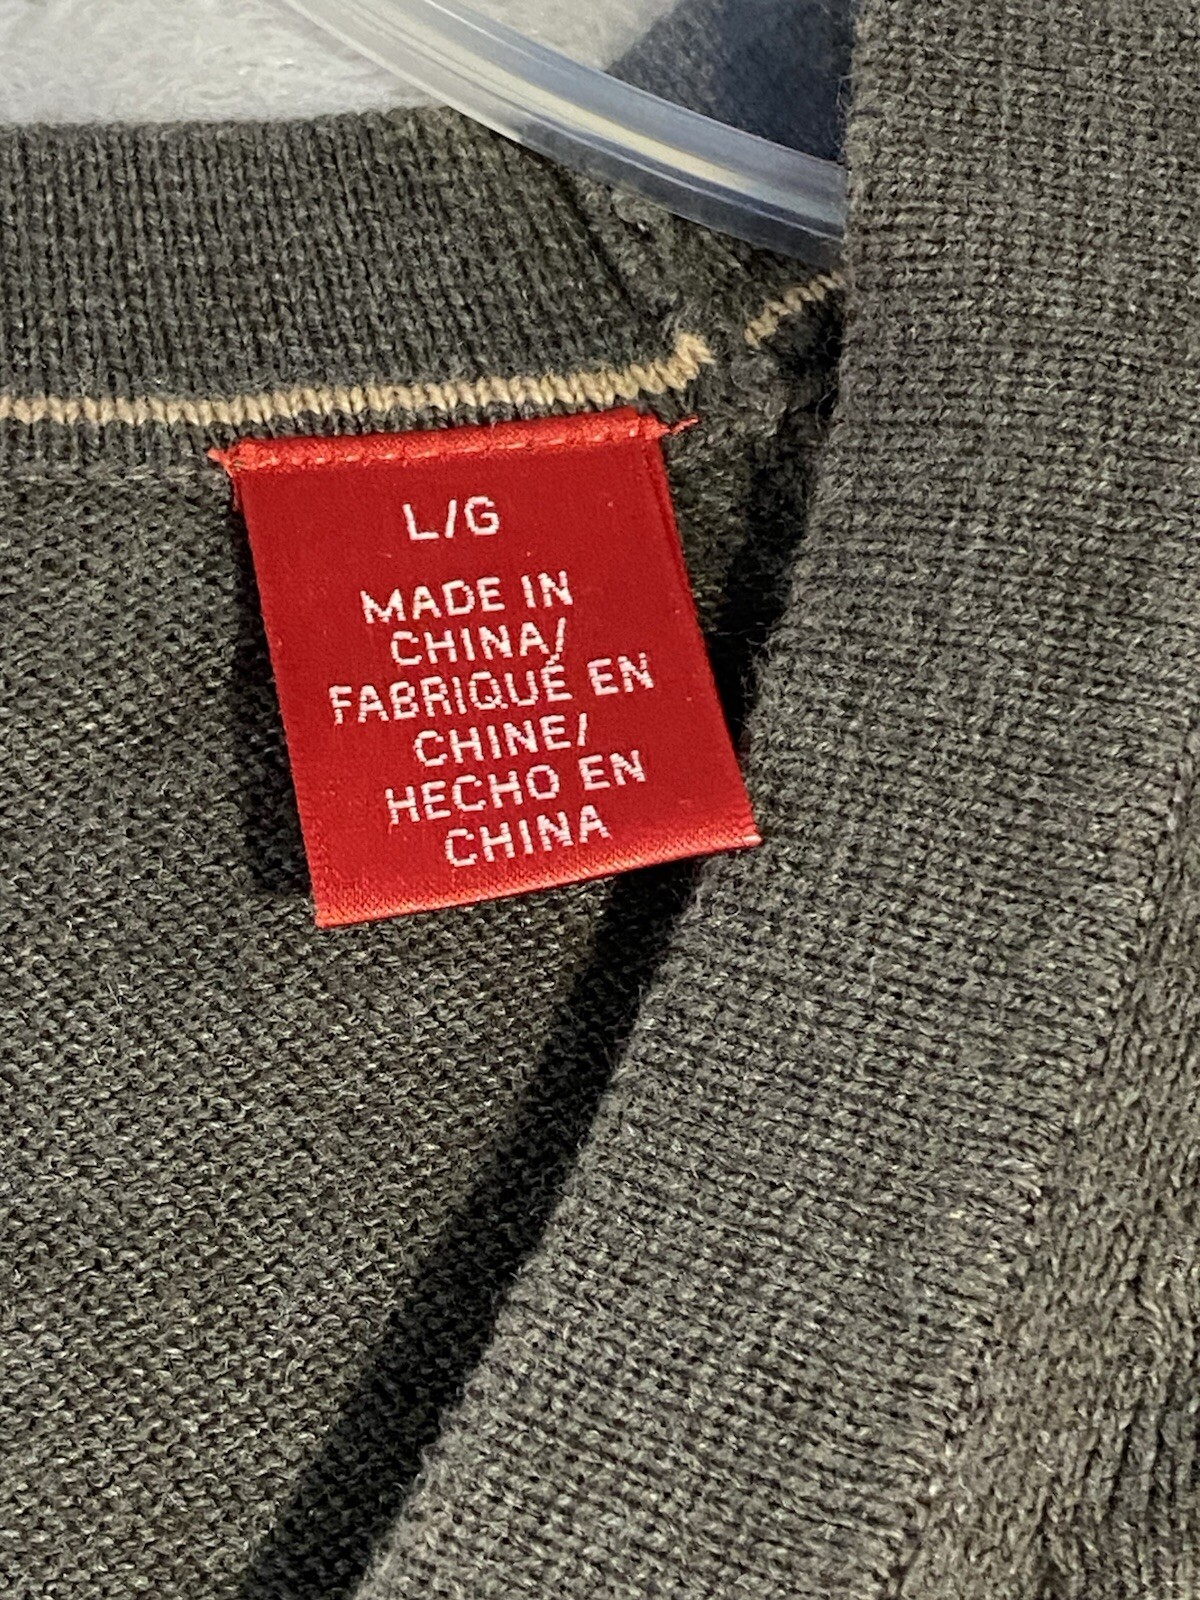 L/G
MADE IN
CHINA/
FABRIQUÉ EN
CHINE/
HECHO EN
CHINA